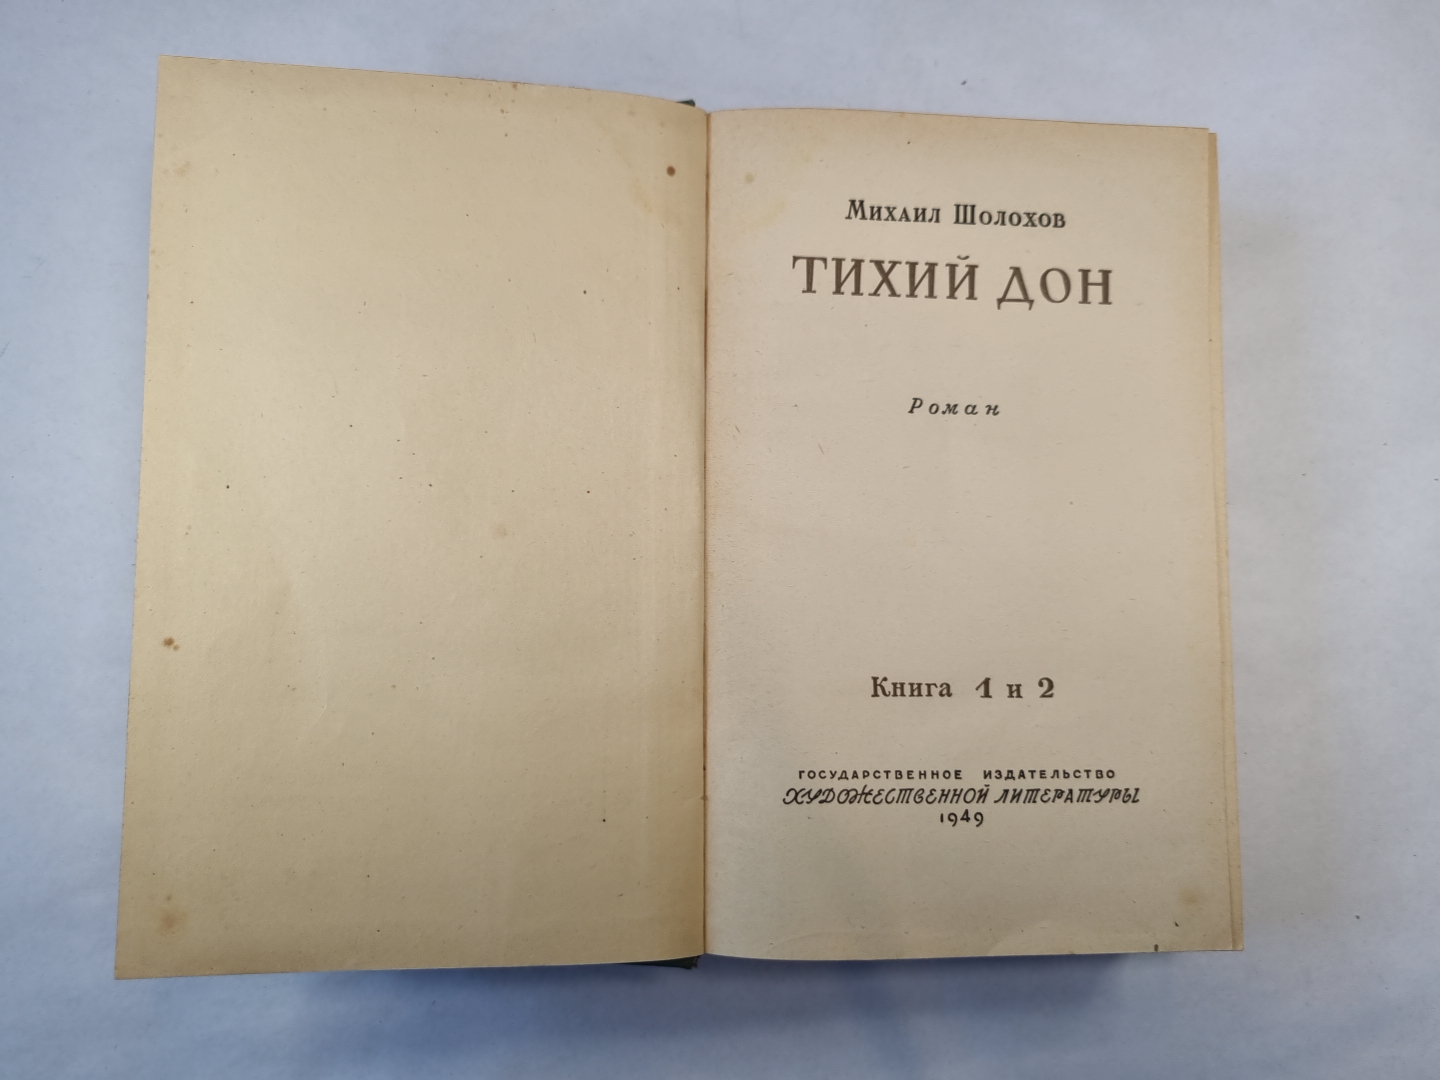 Михаил Шолохов
ТИХИЙ ДОН
Роман
Книга 1 и 2
ГОСУДАРСТВЕННОЕ ИЗДАТЕЛЬСТВО
ХУДОЖЕСТВЕННОЙ ЛИТЕРАТУРЫ
1949